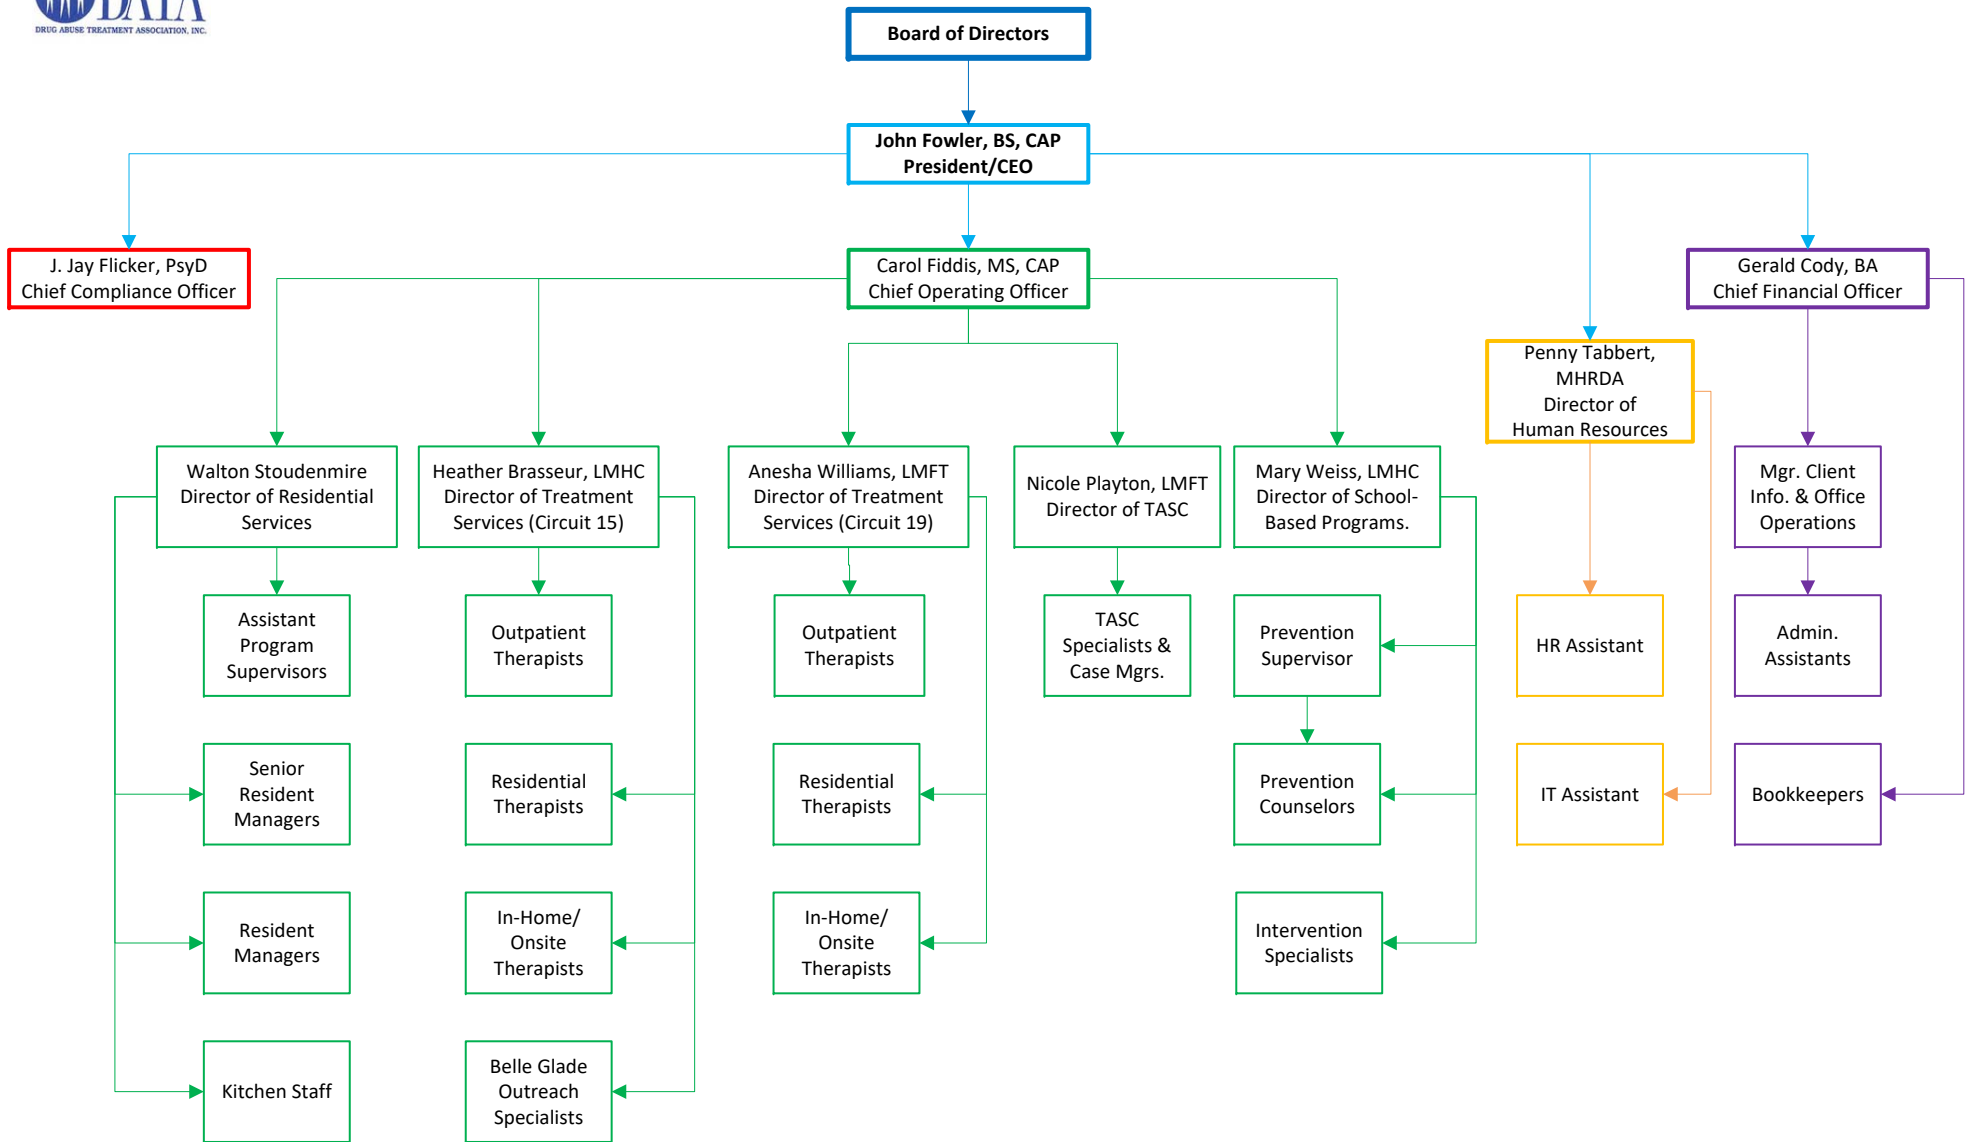 DATA
DRUG ABUSE TREATMENT ASSOCIATION, INC.
Board of Directors
John Fowler, BS, CAP
President/CEO
J. Jay Flicker, PsyD
Chief Compliance Officer
Carol Fiddis, MS, CAP
Chief Operating Officer
Gerald Cody, BA
Chief Financial Officer
Penny Tabbert,
MHRDA
Director of
Human Resources
Walton Stoudenmire
Director of Residential
Services
Heather Brasseur, LMHC
Director of Treatment
Services (Circuit 15)
Anesha Williams, LMFT
Director of Treatment
Services (Circuit 19)
Nicole Playton, LMFT
Director of TASC
Mary Weiss, LMHC
Director of School-
Based Programs.
Mgr. Client
Info. & Office
Operations
Assistant
Program
Supervisors
Outpatient
Therapists
Outpatient
Therapists
TASC
Specialists &
Case Mgrs.
Prevention
Supervisor
HR Assistant
Admin.
Assistants
Senior
Resident
Managers
Residential
Therapists
Residential
Therapists
Prevention
Counselors
IT Assistant
Bookkeepers
Resident
Managers
In-Home/
Onsite
Therapists
In-Home/
Onsite
Therapists
Intervention
Specialists
Kitchen Staff
Belle Glade
Outreach
Specialists